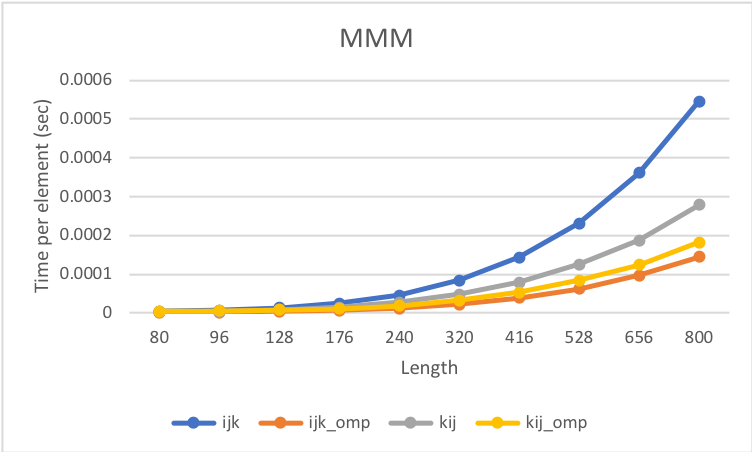 MMM
Time per element (sec)
0.0006
0.0005
0.0004
0.0003
0.0002
0.0001
0
80 96 128 176 240 320 416 528 656 800
Length
ijk ijk_omp kij kij_omp